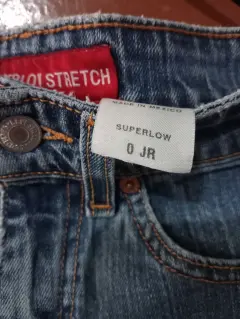 STRETCH
MADE IN MEXICO
SUPERLOW
0 JR